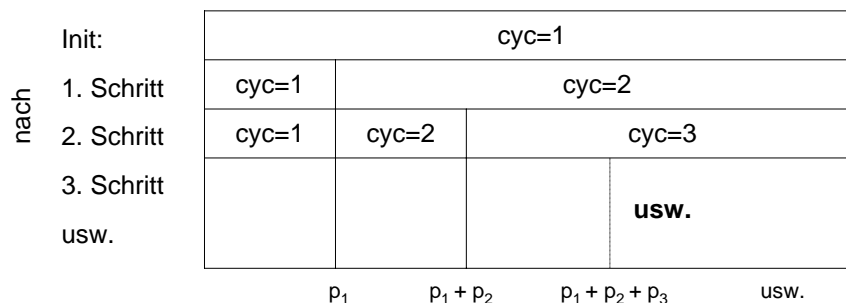 Init: cyc=1
nach
1. Schritt cyc=1 cyc=2
2. Schritt cyc=1 cyc=2 cyc=3
3. Schritt
usw.
usw.
p₁ p₁ + p₂ p₁ + p₂ + p₃ usw.